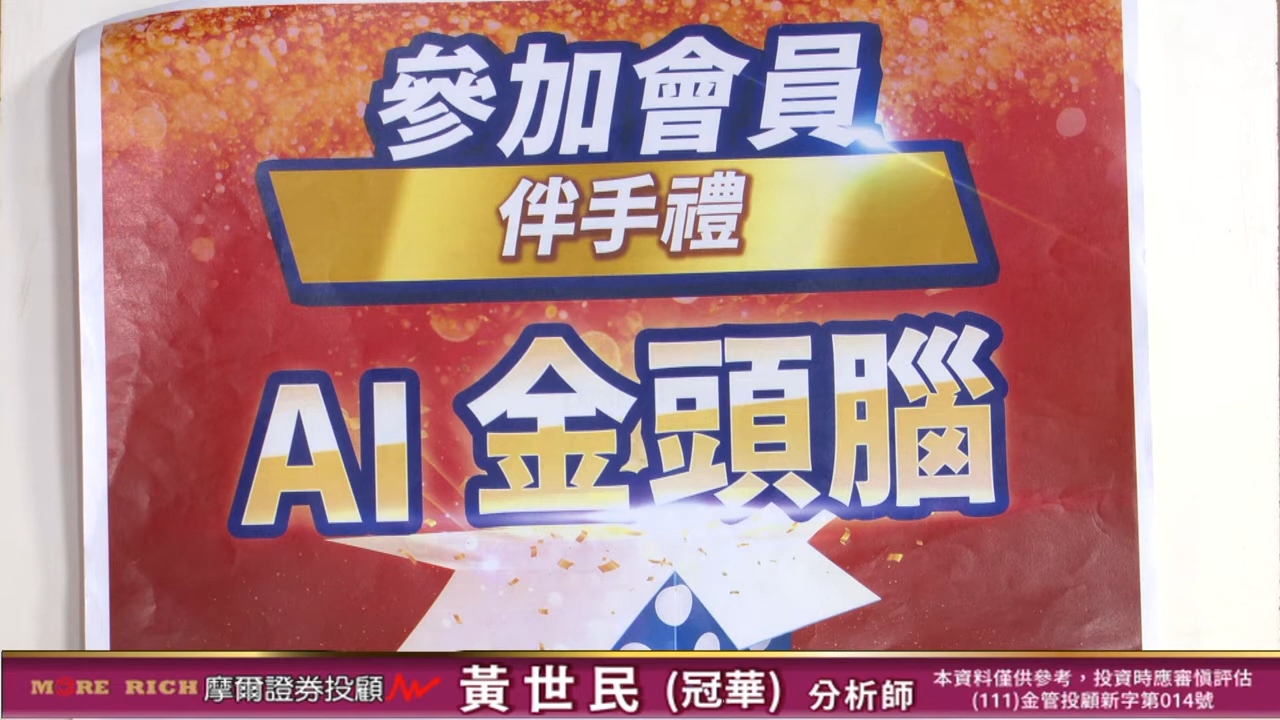 參加會員
伴手禮
AI 金頭腦
MORE RICH 摩爾證券投顧 黃世民 (冠華) 分析師
本資料僅供參考，投資時應審慎評估
(111)金管投顧新字第014號